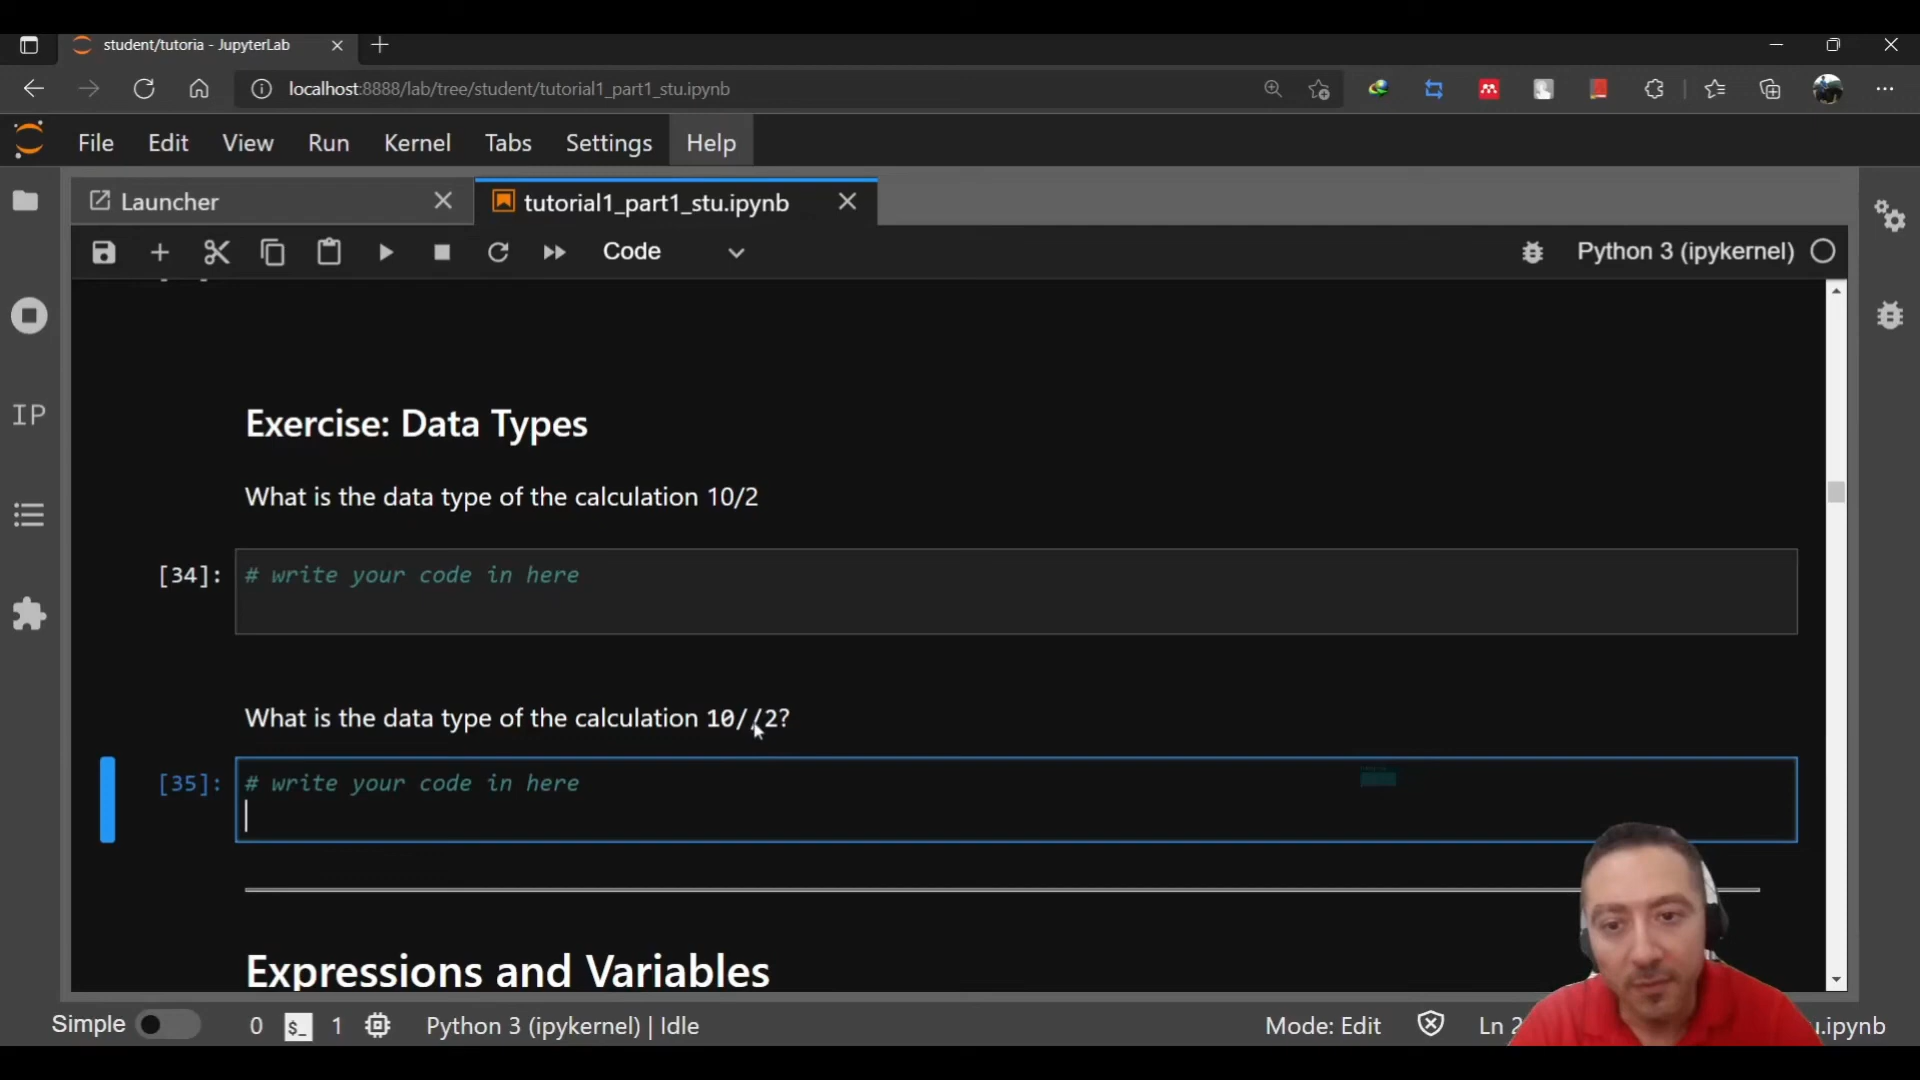 student/tutoria - JupyterLab
localhost:8888/lab/tree/student/tutorial1_part1_stu.ipynb
File Edit View Run Kernel Tabs Settings Help
Launcher tutorial1_part1_stu.ipynb
Code Python 3 (ipykernel)
Exercise: Data Types
What is the data type of the calculation 10/2
[34]: # write your code in here
What is the data type of the calculation 10//2?
[35]: # write your code in here
Expressions and Variables
Simple 0 $_ 1 Python 3 (ipykernel) | Idle Mode: Edit Ln 2 .ipynb